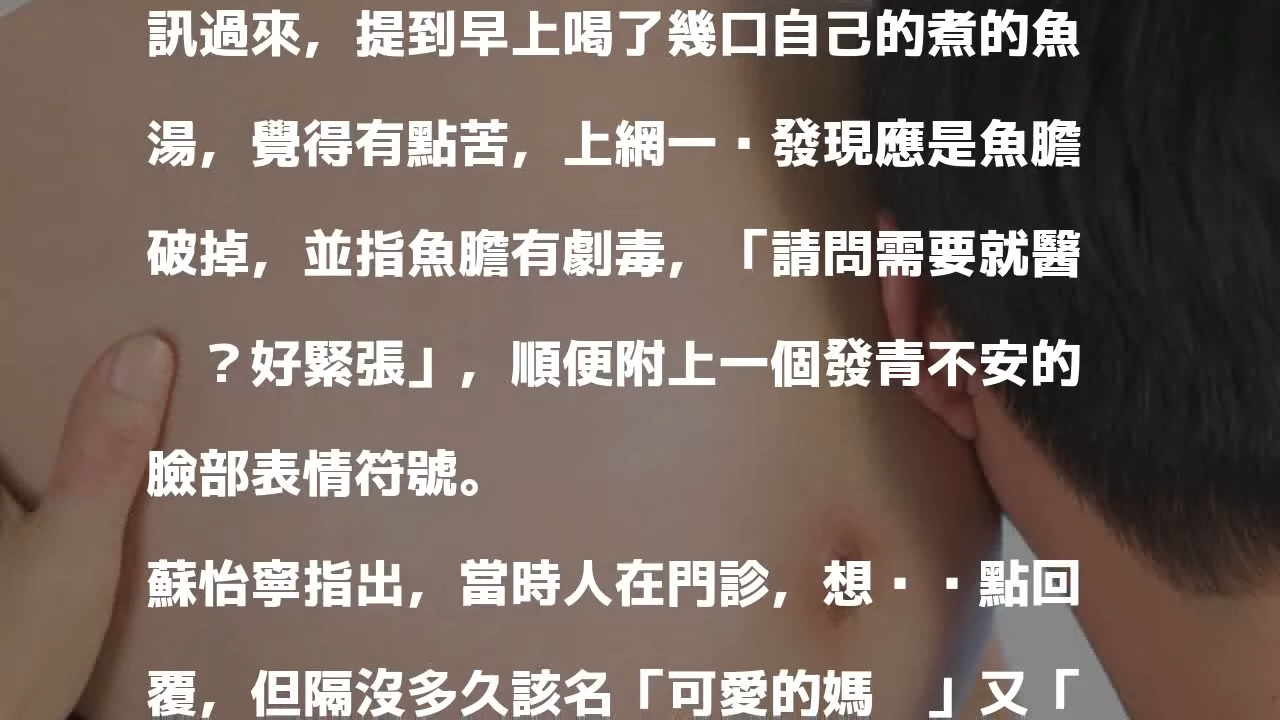 訊過來，提到早上喝了幾口自己的煮的魚
湯，覺得有點苦，上網一·發現應是魚膽
破掉，並指魚膽有劇毒，「請問需要就醫
？好緊張」，順便附上一個發青不安的
臉部表情符號。
蘇怡寧指出，當時人在門診，想··點回
覆，但隔沒多久該名「可愛的媽　」又「